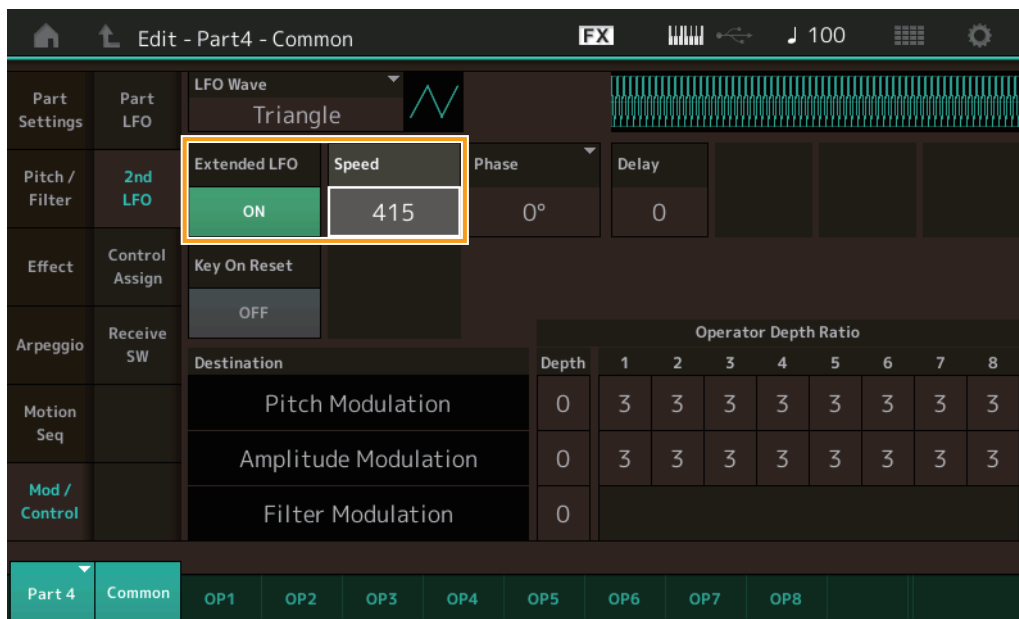 Edit - Part4 - Common
FX
♩ 100
Part
Settings
Part
LFO
LFO Wave
Triangle
Pitch /
Filter
2nd
LFO
Extended LFO
ON
Speed
415
Phase
0°
Delay
0
Effect
Control
Assign
Key On Reset
OFF
Arpeggio
Receive
SW
Operator Depth Ratio
Destination Depth 1 2 3 4 5 6 7 8
Motion
Seq
Pitch Modulation 0 3 3 3 3 3 3 3 3
Amplitude Modulation 0 3 3 3 3 3 3 3 3
Mod /
Control
Filter Modulation 0
Part 4 Common OP1 OP2 OP3 OP4 OP5 OP6 OP7 OP8